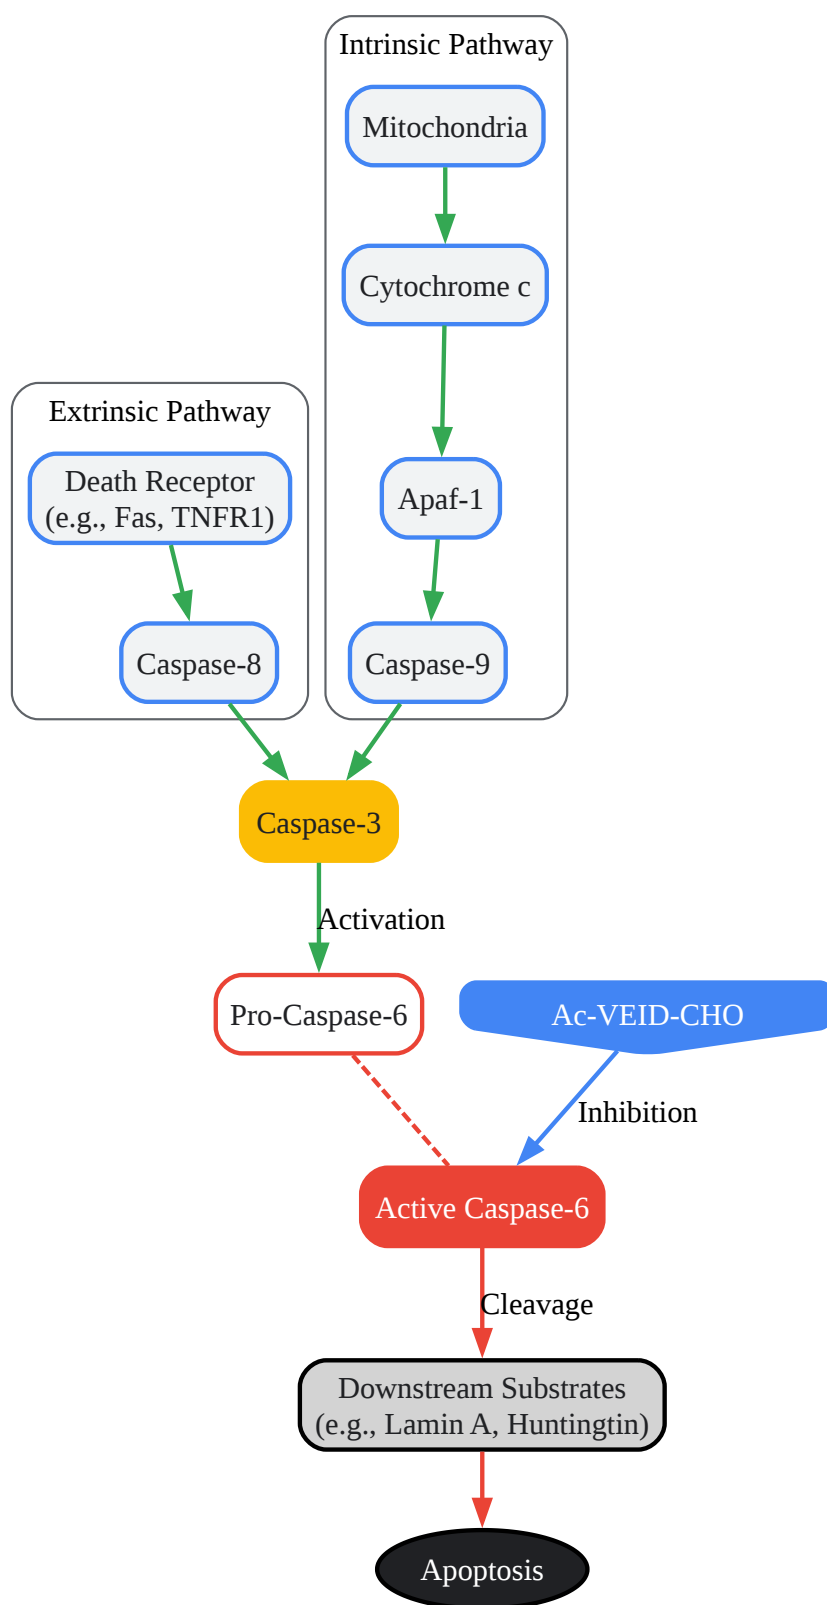 Intrinsic Pathway
Mitochondria
Cytochrome c
Extrinsic Pathway
Death Receptor
(e.g., Fas, TNFR1)
Apaf-1
Caspase-8
Caspase-9
Caspase-3
Activation
Pro-Caspase-6
Ac-VEID-CHO
Inhibition
Active Caspase-6
Cleavage
Downstream Substrates
(e.g., Lamin A, Huntingtin)
Apoptosis